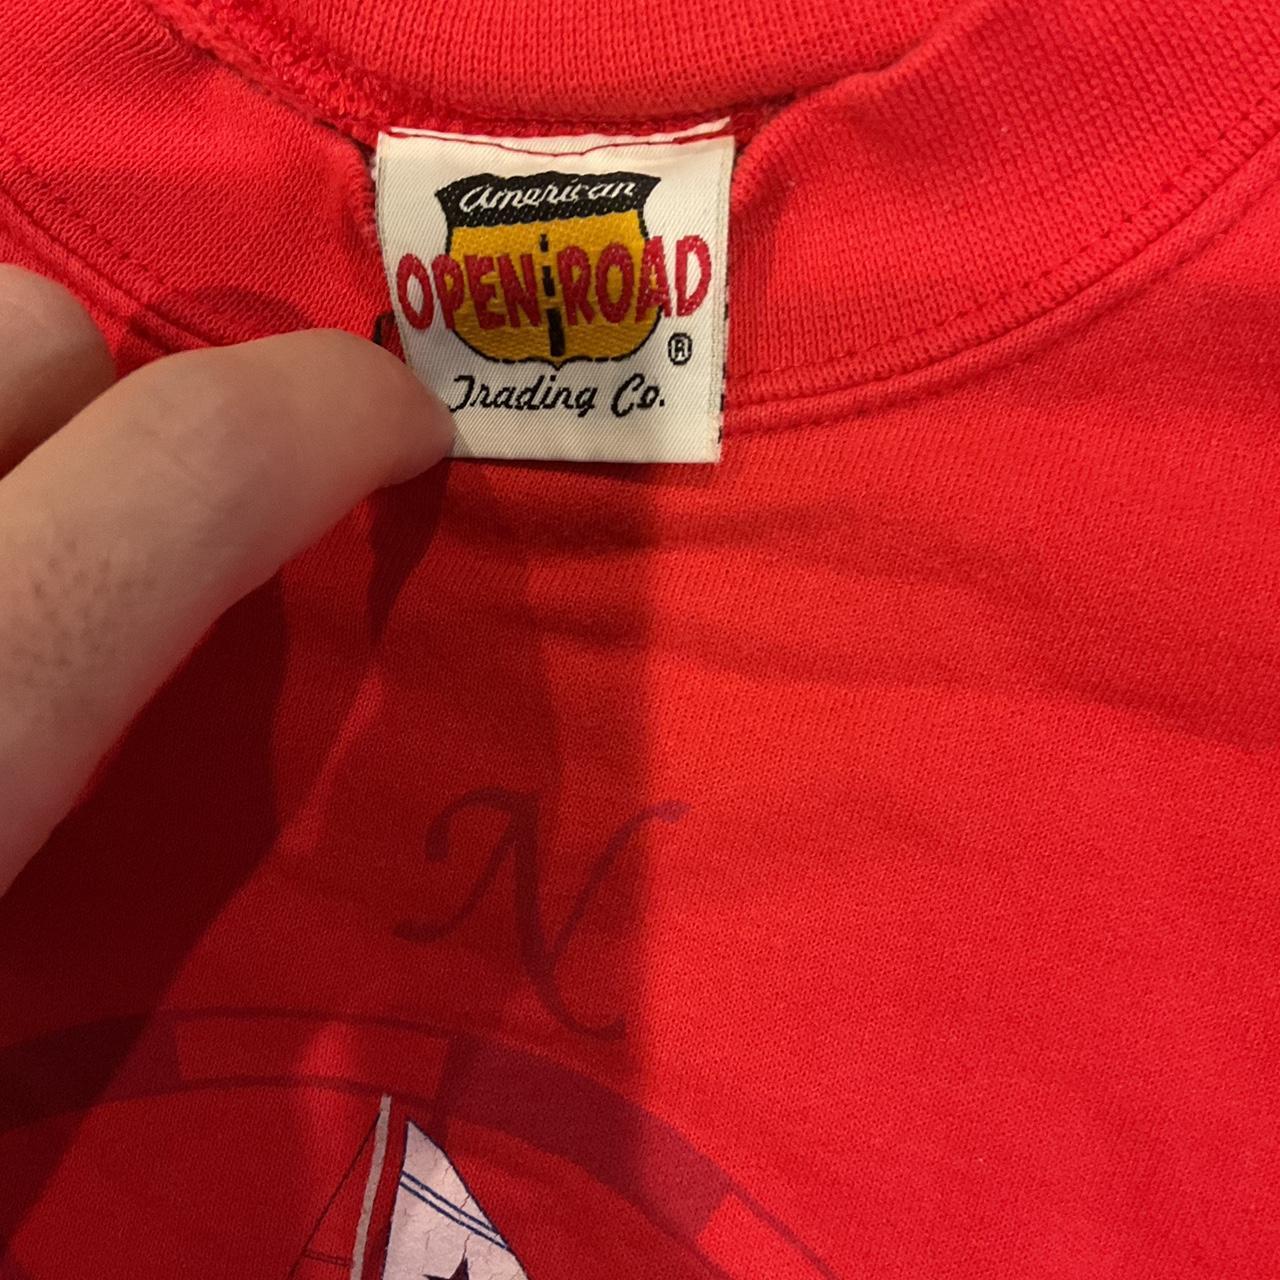 American
OPEN ROAD
®
Trading Co.
N